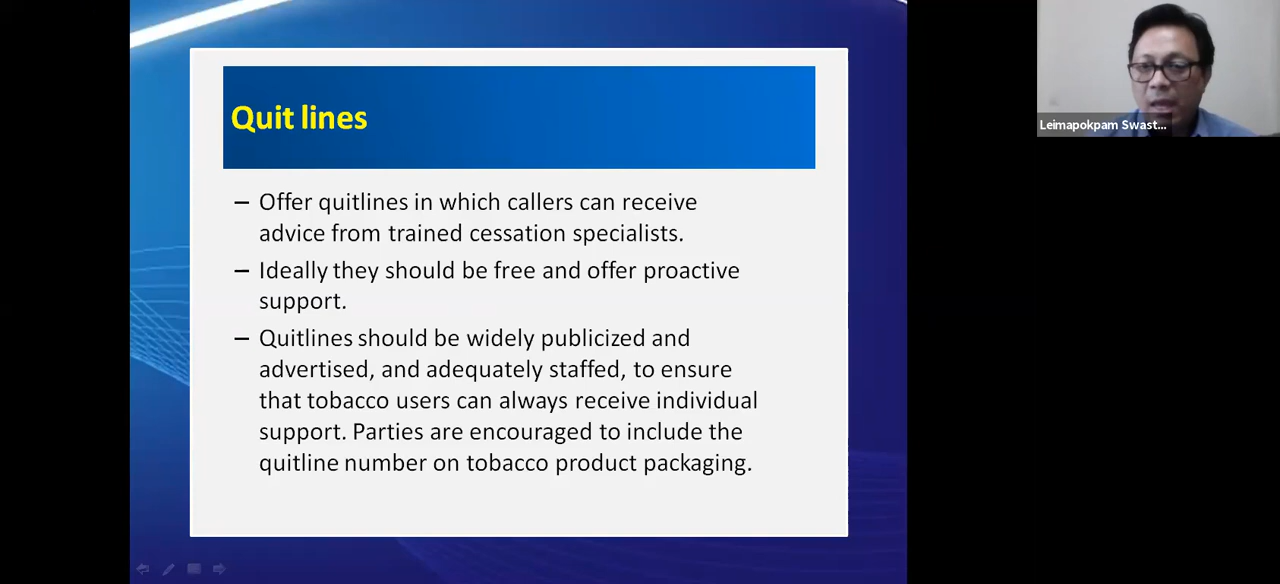 Quit lines
– Offer quitlines in which callers can receive
advice from trained cessation specialists.
– Ideally they should be free and offer proactive
support.
– Quitlines should be widely publicized and
advertised, and adequately staffed, to ensure
that tobacco users can always receive individual
support. Parties are encouraged to include the
quitline number on tobacco product packaging.
Leimapokpam Swast...